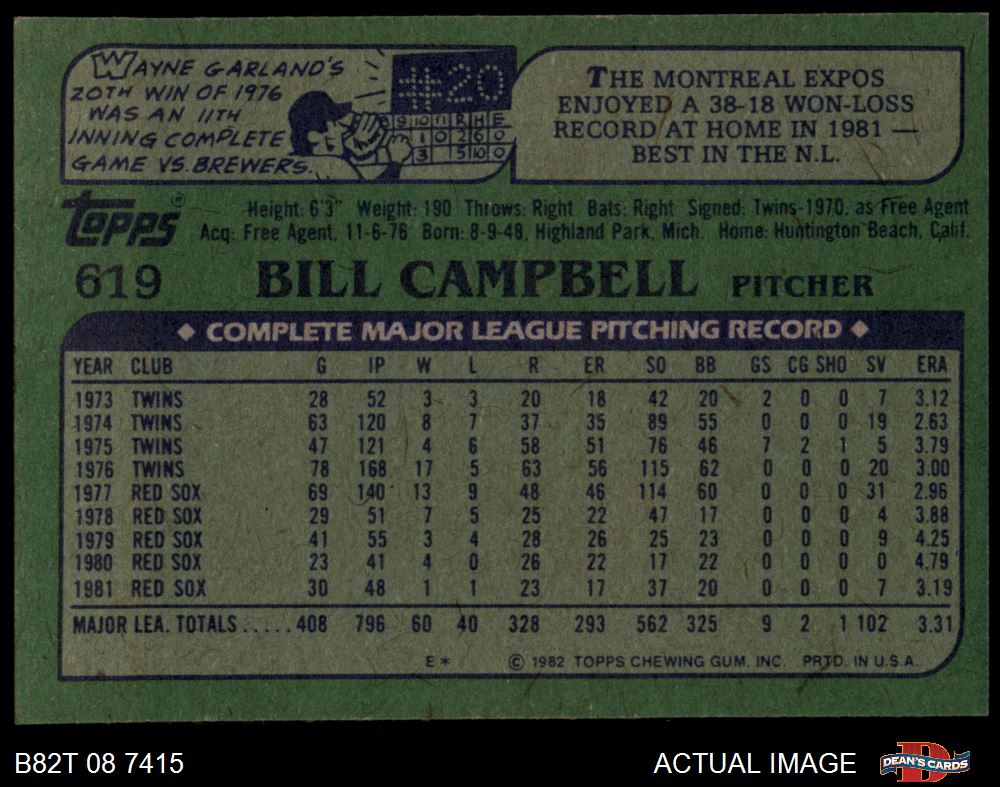 WAYNE GARLAND'S
20TH WIN OF 1976
WAS AN 11TH
INNING COMPLETE
GAME VS. BREWERS.
#20
9 10 11 R H E
1 0 2 6 0
3 5 10 0
THE MONTREAL EXPOS
ENJOYED A 38-18 WON-LOSS
RECORD AT HOME IN 1981 —
BEST IN THE N.L.
Topps®
Height: 6'3" Weight: 190 Throws: Right Bats: Right Signed: Twins-1970, as Free Agent
Acq: Free Agent, 11-6-76 Born: 8-9-48, Highland Park, Mich. Home: Huntington Beach, Calif.
619 BILL CAMPBELL PITCHER
◆ COMPLETE MAJOR LEAGUE PITCHING RECORD ◆
YEAR CLUB G IP W L R ER SO BB GS CG SHO SV ERA
1973 TWINS 28 52 3 3 20 18 42 20 2 0 0 7 3.12
1974 TWINS 63 120 8 7 37 35 89 55 0 0 0 19 2.63
1975 TWINS 47 121 4 6 58 51 76 46 7 2 1 5 3.79
1976 TWINS 78 168 17 5 63 56 115 62 0 0 0 20 3.00
1977 RED SOX 69 140 13 9 48 46 114 60 0 0 0 31 2.96
1978 RED SOX 29 51 7 5 25 22 47 17 0 0 0 4 3.88
1979 RED SOX 41 55 3 4 28 26 25 23 0 0 0 9 4.25
1980 RED SOX 23 41 4 0 26 22 17 22 0 0 0 0 4.79
1981 RED SOX 30 48 1 1 23 17 37 20 0 0 0 7 3.19
MAJOR LEA. TOTALS.....408 796 60 40 328 293 562 325 9 2 1 102 3.31
E* © 1982 TOPPS CHEWING GUM, INC. PRTD. IN U.S.A.
B82T 08 7415 ACTUAL IMAGE DEAN'S CARDS